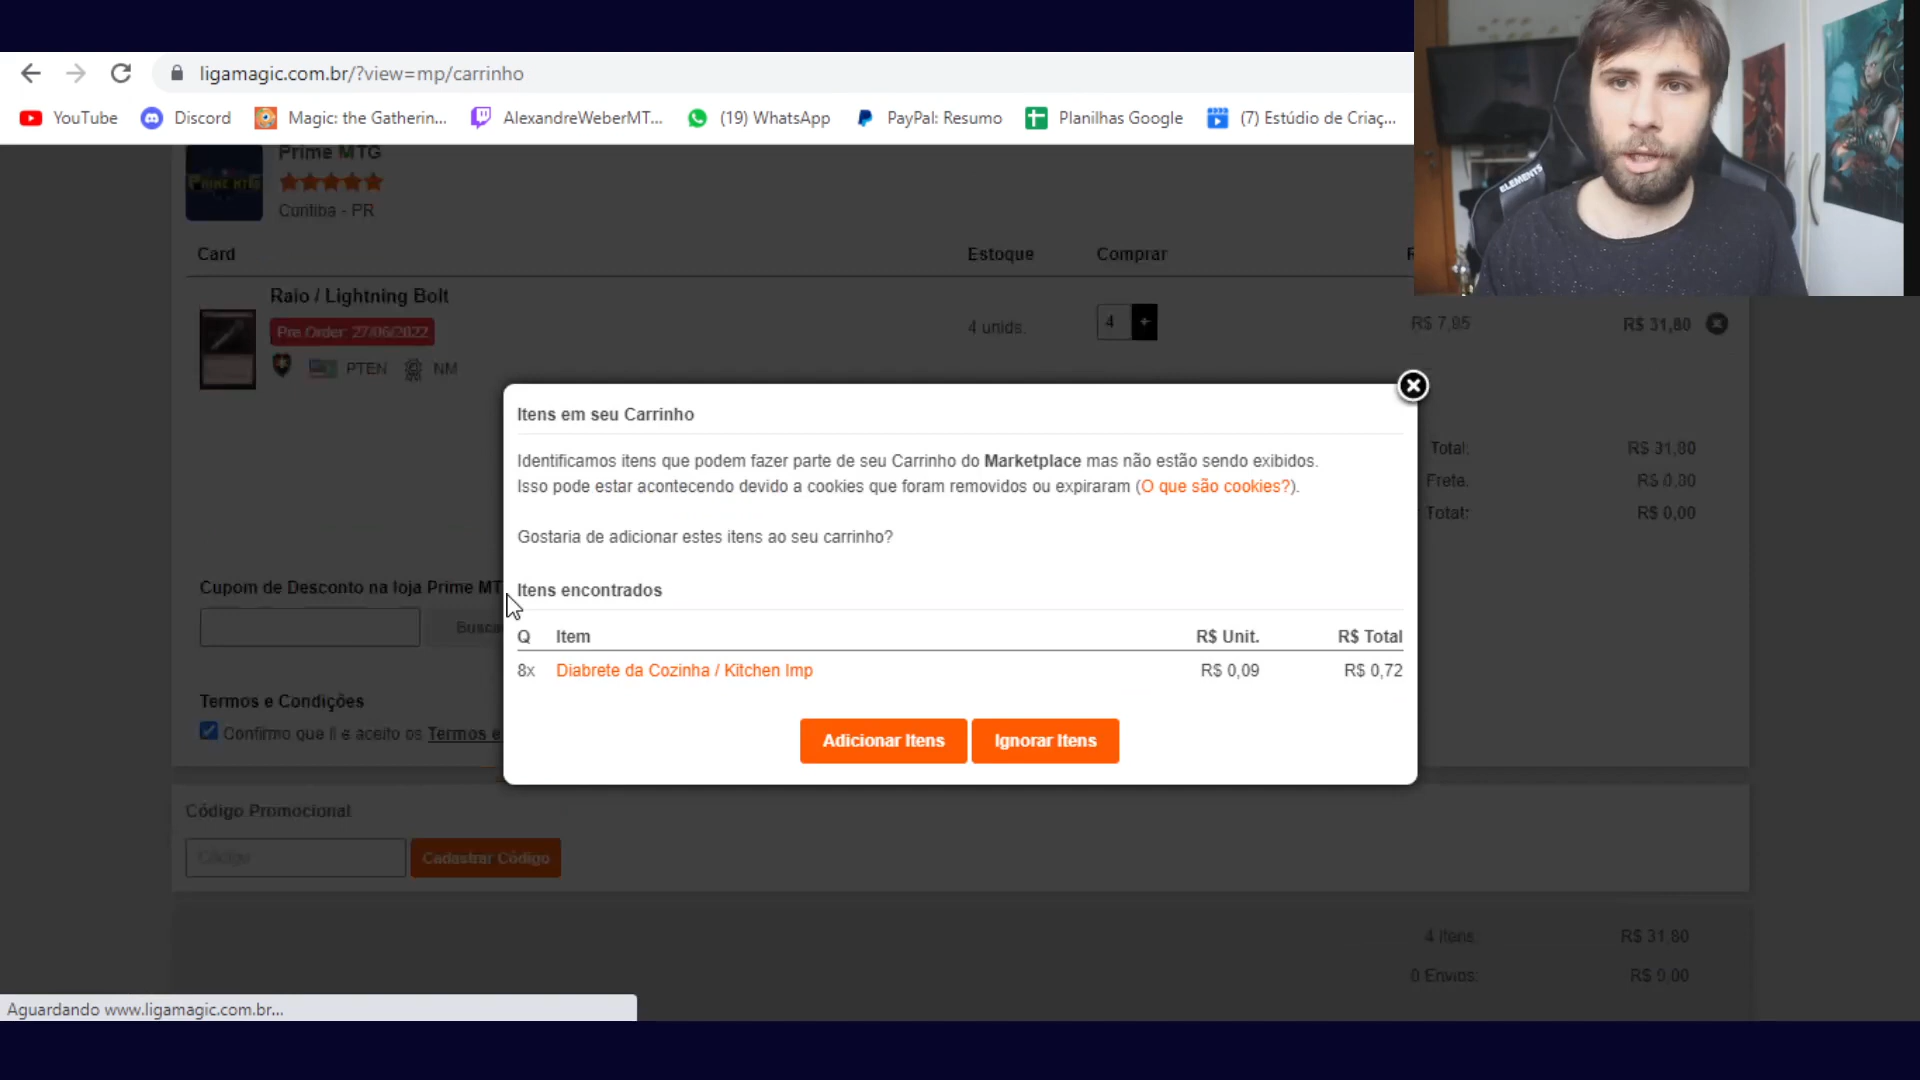 ligamagic.com.br/?view=mp/carrinho
YouTube
Discord
Magic: the Gatherin...
AlexandreWeberMT...
(19) WhatsApp
PayPal: Resumo
Planilhas Google
(7) Estúdio de Criaç...
Prime MTG
PRIME MTG
Curitiba - PR
Card Estoque Comprar
Raio / Lightning Bolt
Pre Order: 27/06/2022
PTEN NM
4 unids.
4 +
R$ 7,95
R$ 31,80
ELEMENTS
Total: R$ 31,80
Frete: R$ 0,00
Total: R$ 0,00
Itens em seu Carrinho
Identificamos itens que podem fazer parte de seu Carrinho do Marketplace mas não estão sendo exibidos.
Isso pode estar acontecendo devido a cookies que foram removidos ou expiraram (O que são cookies?).
Gostaria de adicionar estes itens ao seu carrinho?
Itens encontrados
Q Item R$ Unit. R$ Total
8x Diabrete da Cozinha / Kitchen Imp R$ 0,09 R$ 0,72
Adicionar Itens Ignorar Itens
Cupom de Desconto na loja Prime MT
Busca
Termos e Condições
Confirmo que li e aceito os Termos e
Código Promocional
Código
Cadastrar Código
4 Itens: R$ 31,80
0 Envios: R$ 0,00
Aguardando www.ligamagic.com.br...